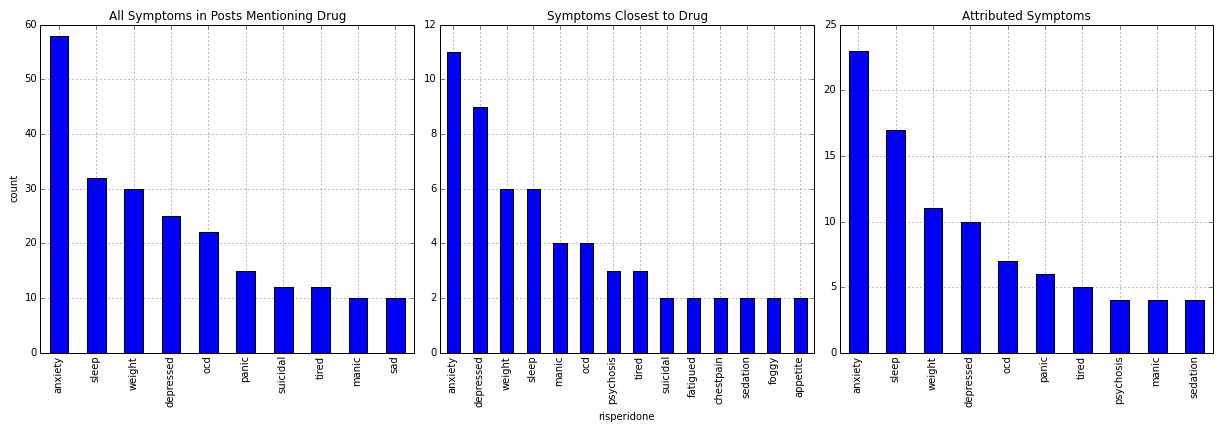 All Symptoms in Posts Mentioning Drug
60
50
40
30
20
10
0
count
anxiety
sleep
weight
depressed
ocd
panic
suicidal
tired
manic
sad
Symptoms Closest to Drug
12
10
8
6
4
2
0
anxiety
depressed
weight
sleep
manic
ocd
psychosis
tired
suicidal
fatigued
chestpain
sedation
foggy
appetite
risperidone
Attributed Symptoms
25
20
15
10
5
0
anxiety
sleep
weight
depressed
ocd
panic
tired
psychosis
manic
sedation